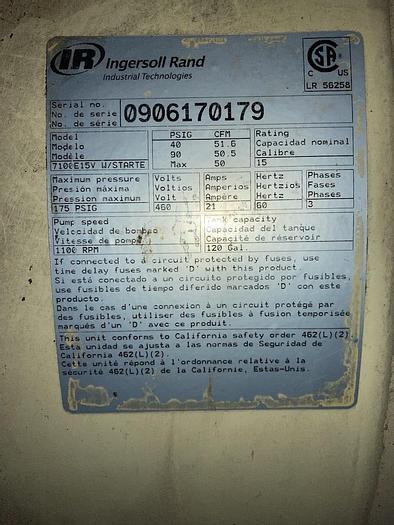 IR Ingersoll Rand
Industrial Technologies
CSA
C US
LR 56258
Serial no.
No. de serie
No. de série
0906170179
Model PSIG CFM Rating
Modelo 40 51.6 Capacidad nominal
Modèle 90 50.5 Calibre
7100E15V W/STARTE Max 50 15
Maximum pressure Volts Amps Hertz Phases
Presión máxima Voltios Amperios Hertzios Fases
Pression maximum Volts Ampère Hertz Phases
175 PSIG 460 21 60 3
Pump speed Tank capacity
Velocidad de bombeo Capacidad del tanque
Vitesse de pompe Capacité de réservoir
1100 RPM 120 Gal.
If connected to a circuit protected by fuses, use
time delay fuses marked 'D' with this product.
Si está conectado a un circuito protegido por fusibles,
use fusibles de tiempo diferido marcados 'D' con este
producto.
Dans le cas d'une connexion à un circuit protégé par
des fusibles, utiliser des fusibles à fusion temporisée
marqués d'un 'D' avec ce produit.
This unit conforms to California safety order 462(L)(2)
Esta unidad se ajusta a las normas de Seguridad de
California 462(L)(2).
Cette unité répond à l'ordonnance relative à la
sécurité 462(L)(2) de la Californie, Estas-Unis.